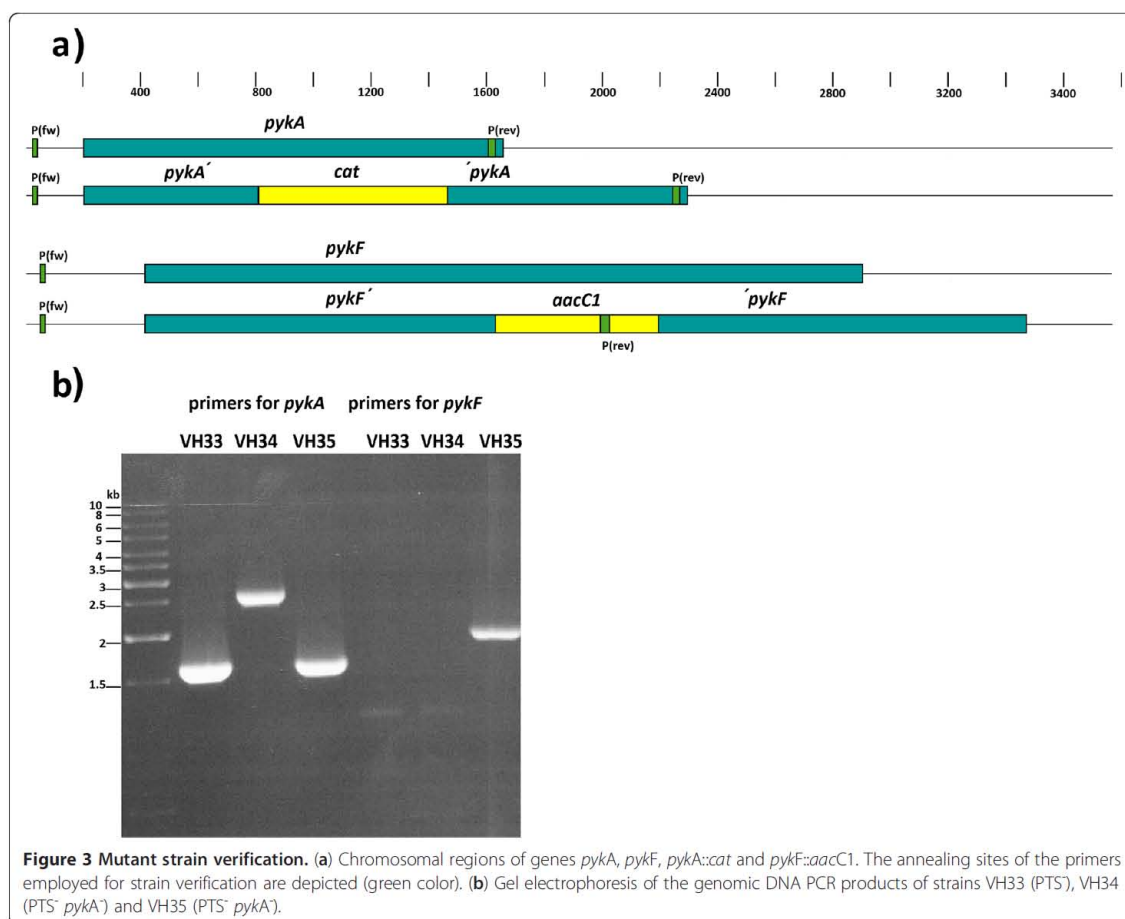 a)
400 800 1200 1600 2000 2400 2800 3200 3400
P(fw) pykA P(rev)
P(fw) pykA´ cat ´pykA P(rev)
P(fw) pykF
P(fw) pykF´ aacC1 ´pykF
P(rev)
b)
primers for pykA primers for pykF
VH33 VH34 VH35 VH33 VH34 VH35
kb
10
8
6
5
4
3.5
3
2.5
2
1.5
Figure 3 Mutant strain verification. (a) Chromosomal regions of genes pykA, pykF, pykA::cat and pykF::aacC1. The annealing sites of the primers
employed for strain verification are depicted (green color). (b) Gel electrophoresis of the genomic DNA PCR products of strains VH33 (PTS⁻), VH34
(PTS⁻ pykA⁻) and VH35 (PTS⁻ pykA⁻).